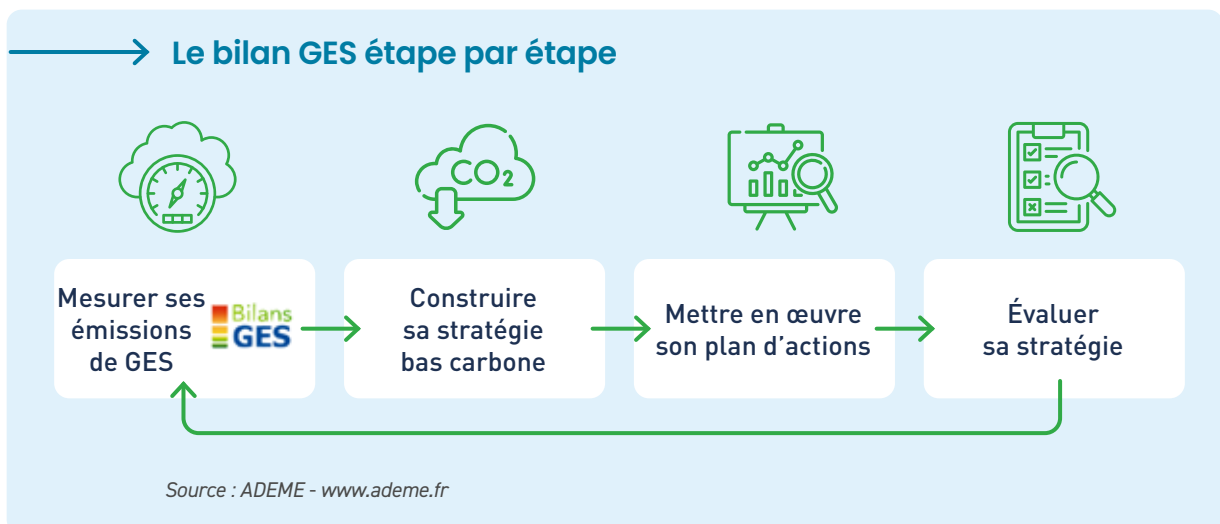 Le bilan GES étape par étape
CO2
Mesurer ses
émissions
de GES
Bilans
GES
Construire
sa stratégie
bas carbone
Mettre en œuvre
son plan d’actions
Évaluer
sa stratégie
Source : ADEME - www.ademe.fr